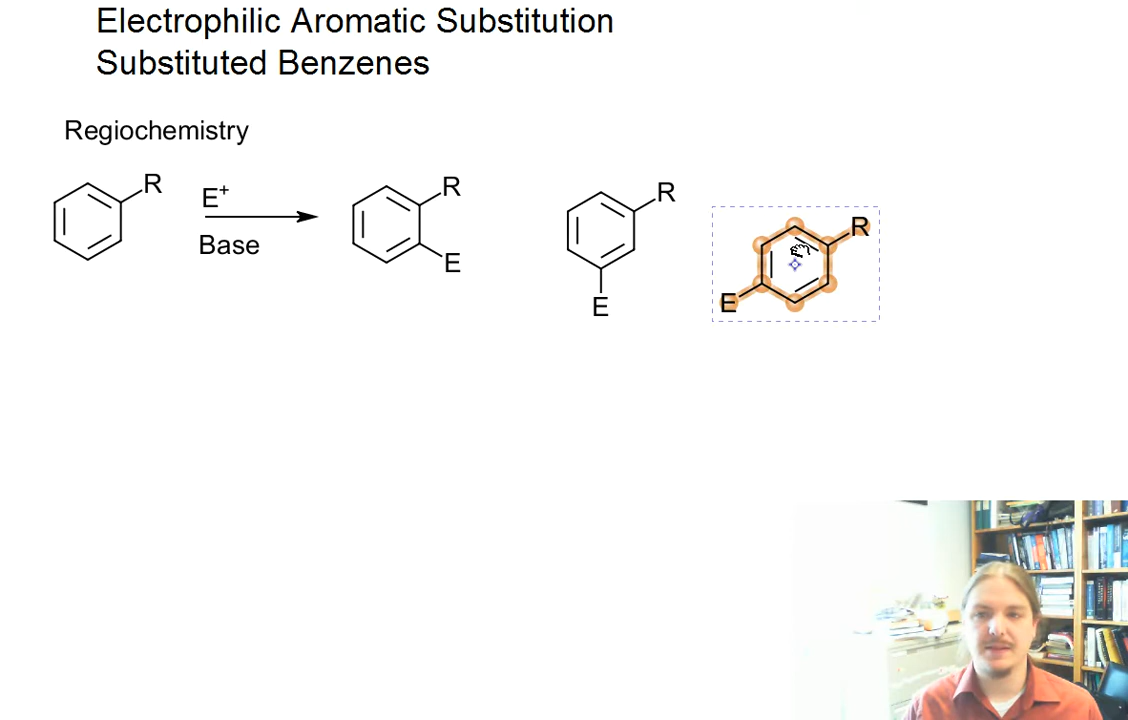 Electrophilic Aromatic Substitution
Substituted Benzenes
Regiochemistry
R
E+
Base
R
E
R
E
R
E